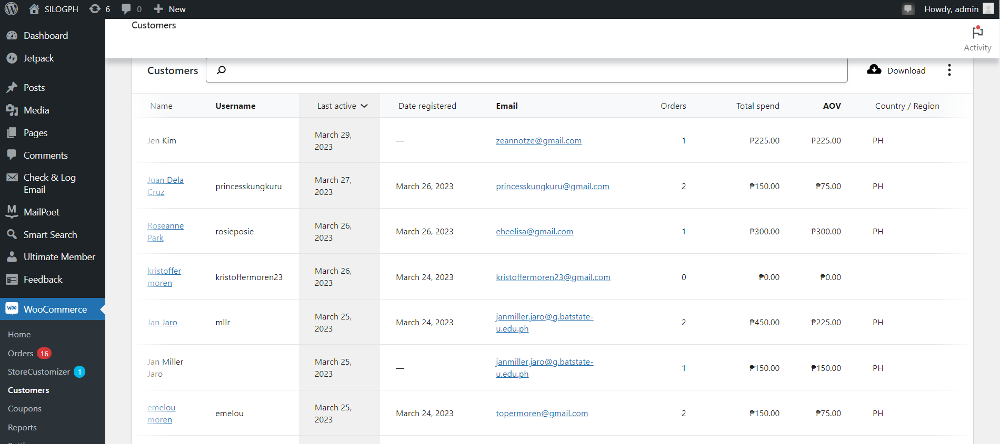 SILOGPH 6 0 New Howdy, admin
Customers
Activity
Dashboard
Jetpack
Posts
Media
Pages
Comments
Check & Log
Email
MailPoet
Smart Search
Ultimate Member
Feedback
WooCommerce
Home
Orders 16
StoreCustomizer 1
Customers
Coupons
Reports
Customers Download
Name Username Last active Date registered Email Orders Total spend AOV Country / Region
Jen Kim March 29,
2023 — zeannotze@gmail.com 1 ₱225.00 ₱225.00 PH
Juan Dela
Cruz princesskungkuru March 27,
2023 March 26, 2023 princesskungkuru@gmail.com 2 ₱150.00 ₱75.00 PH
Roseanne
Park rosieposie March 26,
2023 March 26, 2023 eheelisa@gmail.com 1 ₱300.00 ₱300.00 PH
kristoffer
moren kristoffermoren23 March 26,
2023 March 24, 2023 kristoffermoren23@gmail.com 0 ₱0.00 ₱0.00
Jan Jaro mllr March 25,
2023 March 24, 2023 janmiller.jaro@g.batstate-
u.edu.ph 2 ₱450.00 ₱225.00 PH
Jan Miller
Jaro March 25,
2023 — janmiller.jaro@g.batstate-
u.edu.ph 1 ₱150.00 ₱150.00 PH
emelou
moren emelou March 25,
2023 March 24, 2023 topermoren@gmail.com 2 ₱150.00 ₱75.00 PH